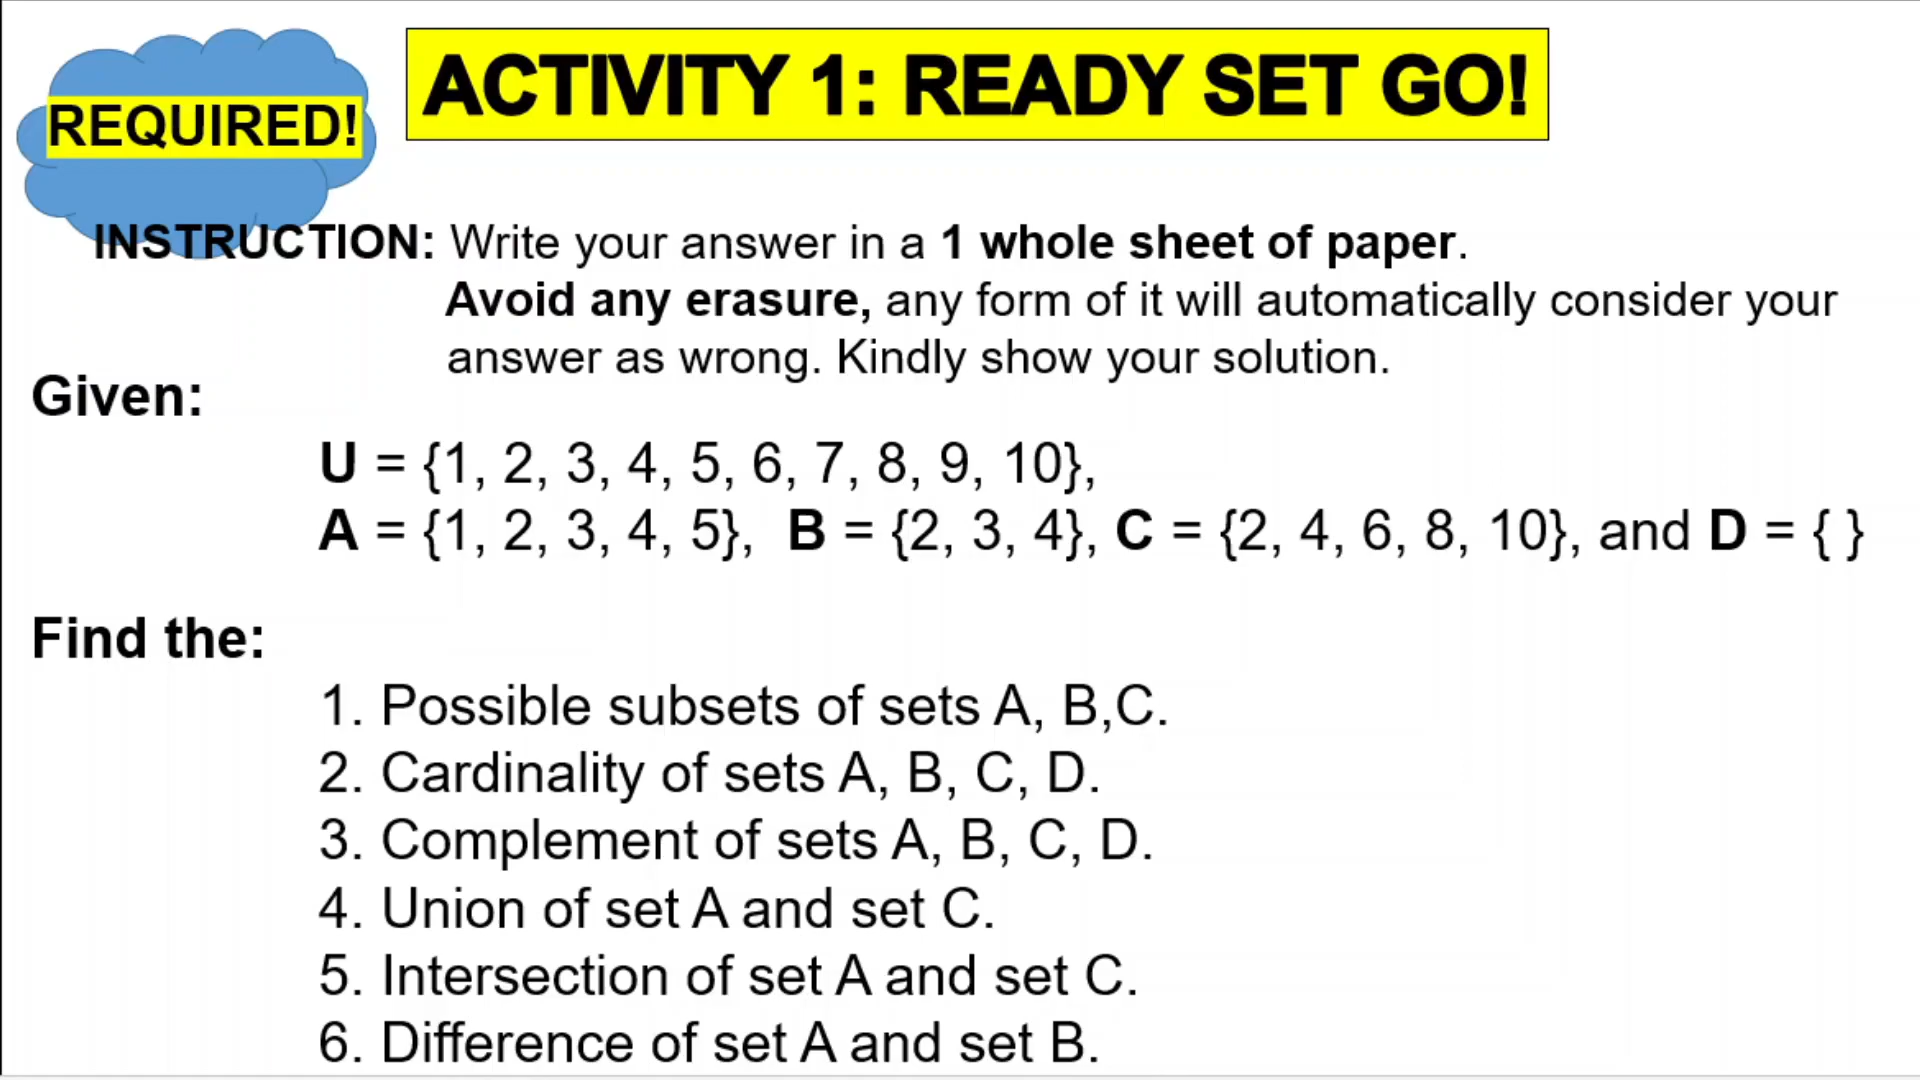 REQUIRED!
ACTIVITY 1: READY SET GO!
INSTRUCTION: Write your answer in a 1 whole sheet of paper.
Avoid any erasure, any form of it will automatically consider your
answer as wrong. Kindly show your solution.
Given:
U = {1, 2, 3, 4, 5, 6, 7, 8, 9, 10},
A = {1, 2, 3, 4, 5}, B = {2, 3, 4}, C = {2, 4, 6, 8, 10}, and D = { }
Find the:
1. Possible subsets of sets A, B,C.
2. Cardinality of sets A, B, C, D.
3. Complement of sets A, B, C, D.
4. Union of set A and set C.
5. Intersection of set A and set C.
6. Difference of set A and set B.